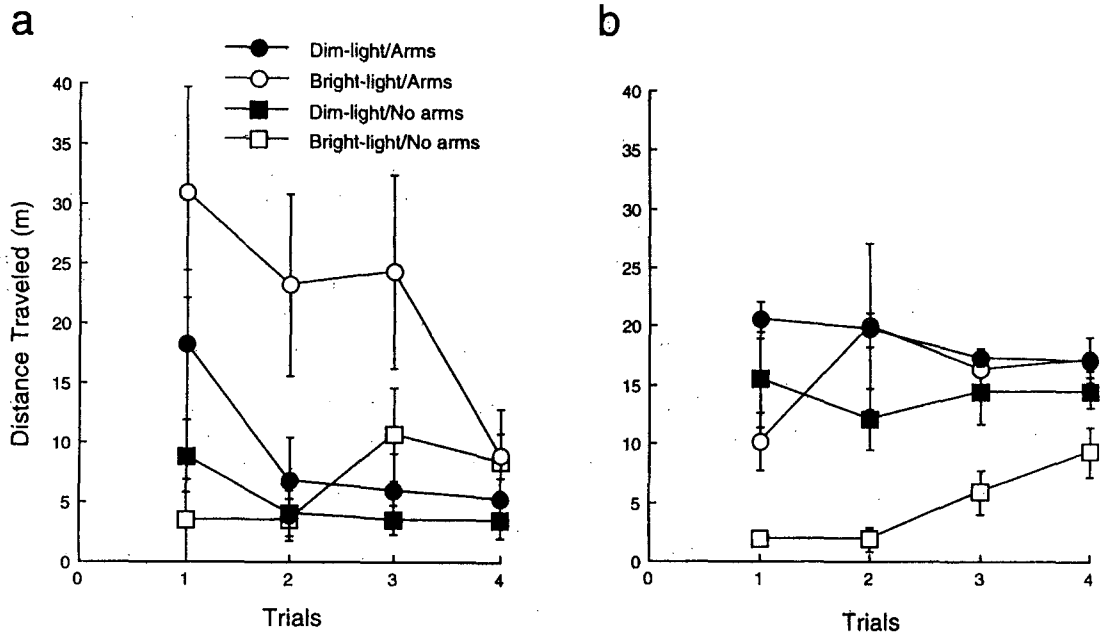 a
Dim-light/Arms
Bright-light/Arms
Dim-light/No arms
Bright-light/No arms
40
35
30
25
20
15
10
5
0
Distance Traveled (m)
0 1 2 3 4
Trials
b
40
35
30
25
20
15
10
5
0
0 1 2 3 4
Trials